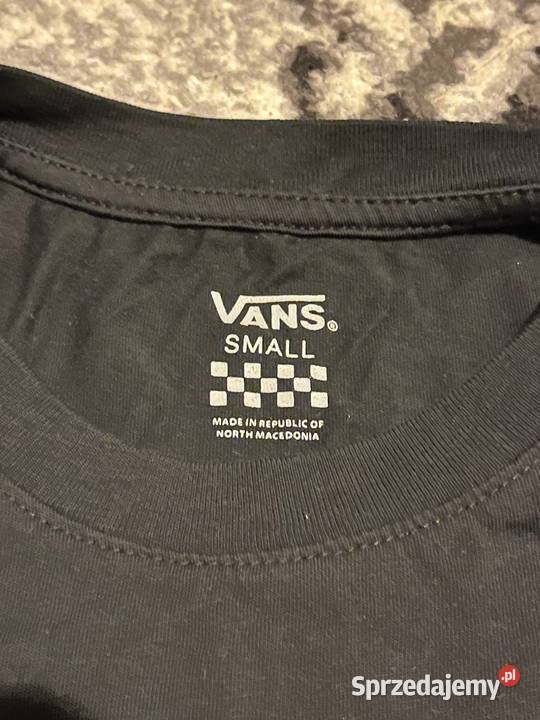 VANS®
SMALL
MADE IN REPUBLIC OF
NORTH MACEDONIA
Sprzedajemy.pl